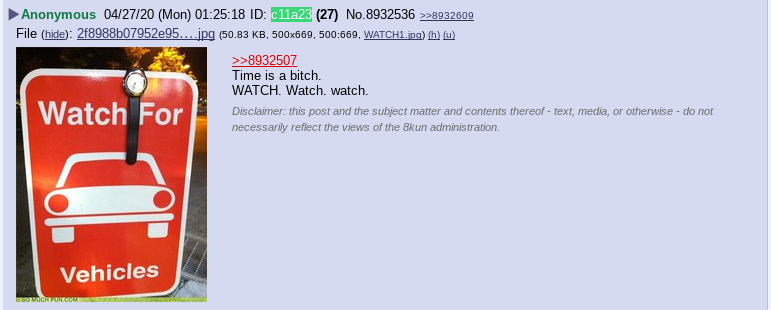 Anonymous 04/27/20 (Mon) 01:25:18 ID: c11a23 (27) No.8932536 >>8932609
File (hide): 2f8988b07952e95….jpg (50.83 KB, 500x669, 500:669, WATCH1.jpg) (h) (u)
>>8932507
Time is a bitch.
WATCH. Watch. watch.
Disclaimer: this post and the subject matter and contents thereof - text, media, or otherwise - do not
necessarily reflect the views of the 8kun administration.
Watch For
Vehicles
SO MUCH FUN.COM